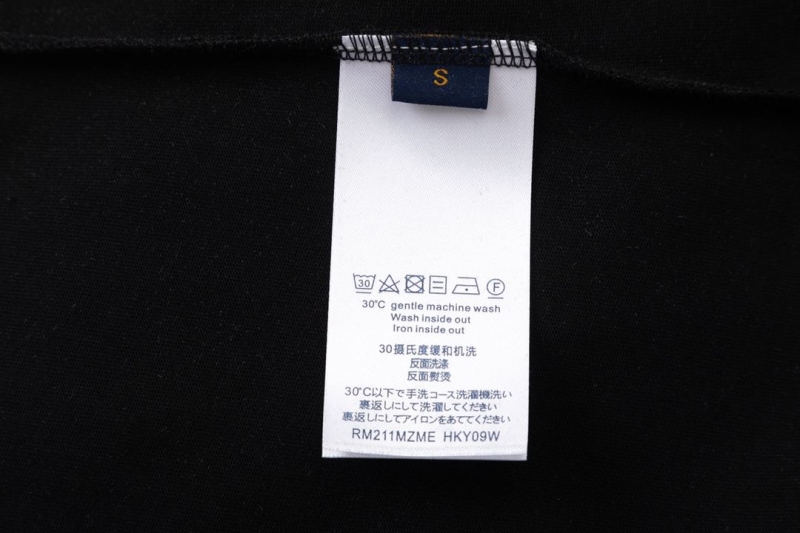 S
30 F
30°C gentle machine wash
Wash inside out
Iron inside out
30摄氏度缓和机洗
反面洗涤
反面熨烫
30°C以下で手洗コース洗濯機洗い
裏返しにして洗濯してください
裏返しにしてアイロンをあててください
RM211MZME HKY09W